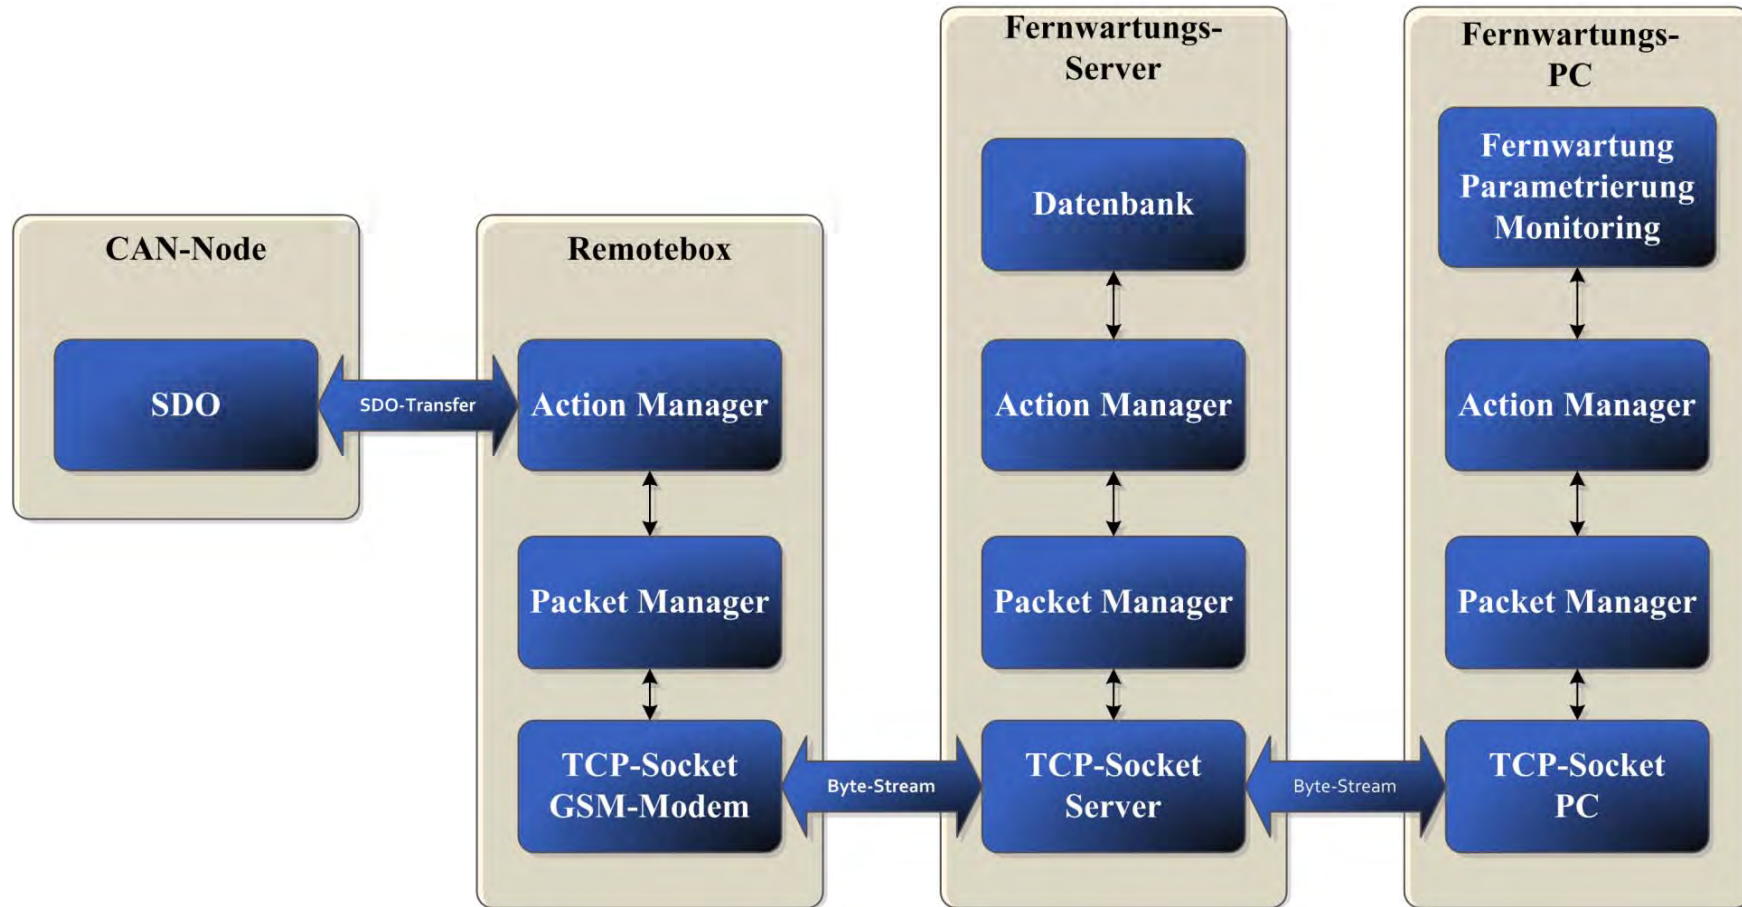 CAN-Node
SDO
SDO-Transfer
Remotebox
Action Manager
Packet Manager
TCP-Socket
GSM-Modem
Byte-Stream
Fernwartungs-
Server
Datenbank
Action Manager
Packet Manager
TCP-Socket
Server
Byte-Stream
Fernwartungs-
PC
Fernwartung
Parametrierung
Monitoring
Action Manager
Packet Manager
TCP-Socket
PC